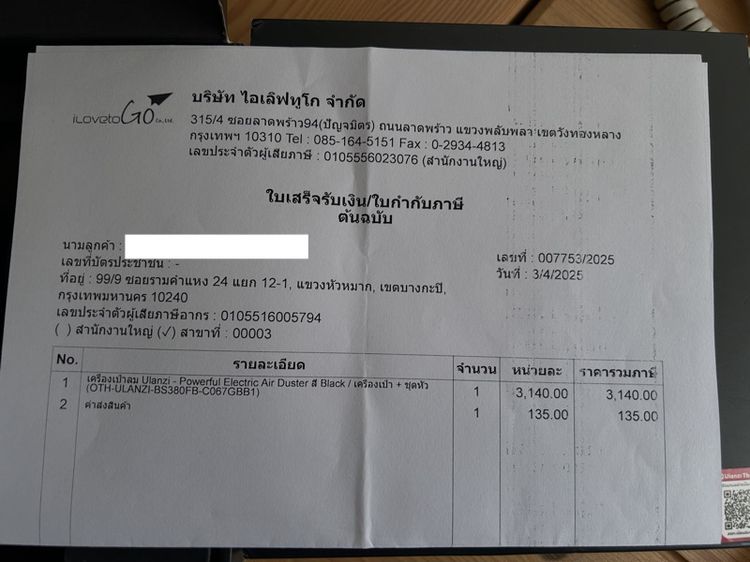 iLovetoGO Co.,Ltd.
บริษัท ไอเลิฟทูโก จำกัด
315/4 ซอยลาดพร้าว94(ปัญจมิตร) ถนนลาดพร้าว แขวงพลับพลา เขตวังทองหลาง
กรุงเทพฯ 10310 Tel : 085-164-5151 Fax : 0-2934-4813
เลขประจำตัวผู้เสียภาษี : 0105556023076 (สำนักงานใหญ่)
ใบเสร็จรับเงิน/ใบกำกับภาษี
ต้นฉบับ
นามลูกค้า :
เลขที่บัตรประชาชน : -
ที่อยู่ : 99/9 ซอยรามคำแหง 24 แยก 12-1, แขวงหัวหมาก, เขตบางกะปิ,
กรุงเทพมหานคร 10240
เลขประจำตัวผู้เสียภาษีอากร : 0105516005794
( ) สำนักงานใหญ่ (✓) สาขาที่ : 00003
เลขที่ : 007753/2025
วันที่ : 3/4/2025
No. รายละเอียด จำนวน หน่วยละ ราคารวมภาษี
1 เครื่องเป่าลม Ulanzi - Powerful Electric Air Duster สี Black / เครื่องเป่า + ชุดหัว 1 3,140.00 3,140.00
(OTH-ULANZI-BS380FB-C067GBB1)
2 ค่าส่งสินค้า 1 135.00 135.00